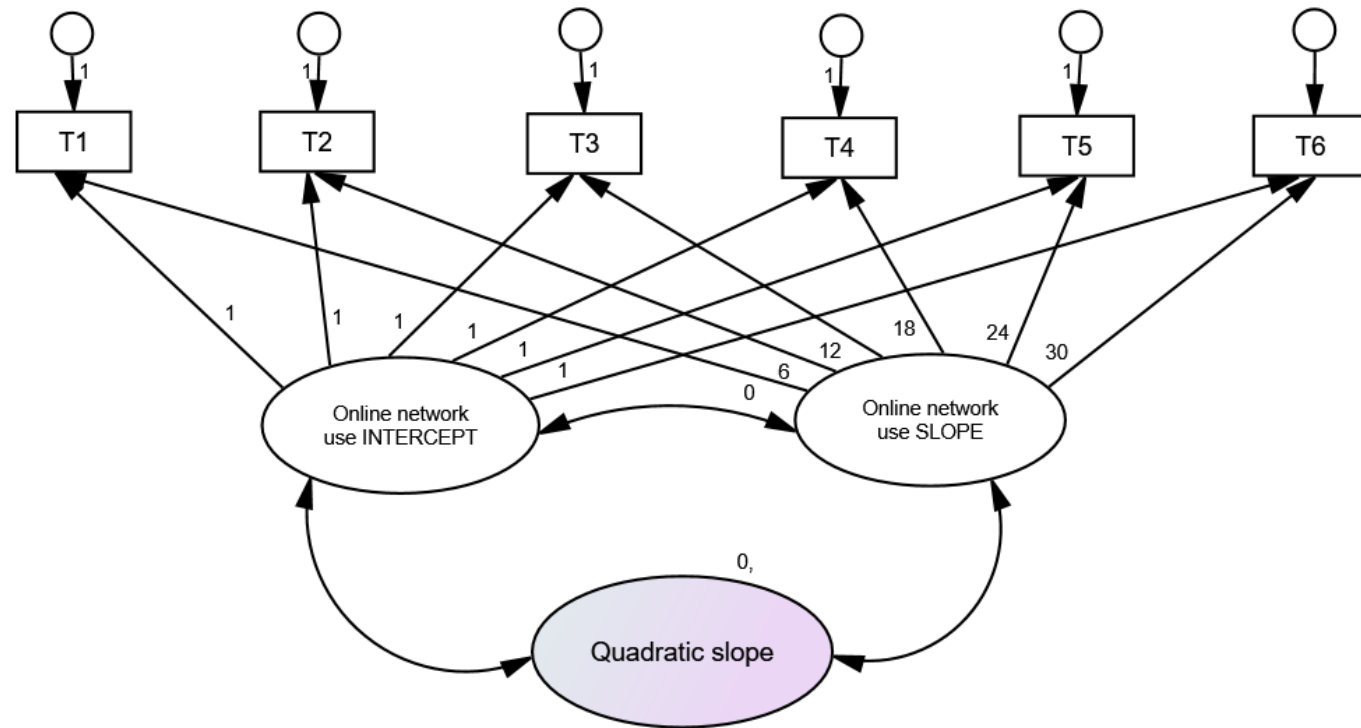 1 1 1 1 1
T1 T2 T3 T4 T5 T6
1 1 1 1 1 1
0 6 12 18 24 30
Online network
use INTERCEPT
Online network
use SLOPE
0,
Quadratic slope